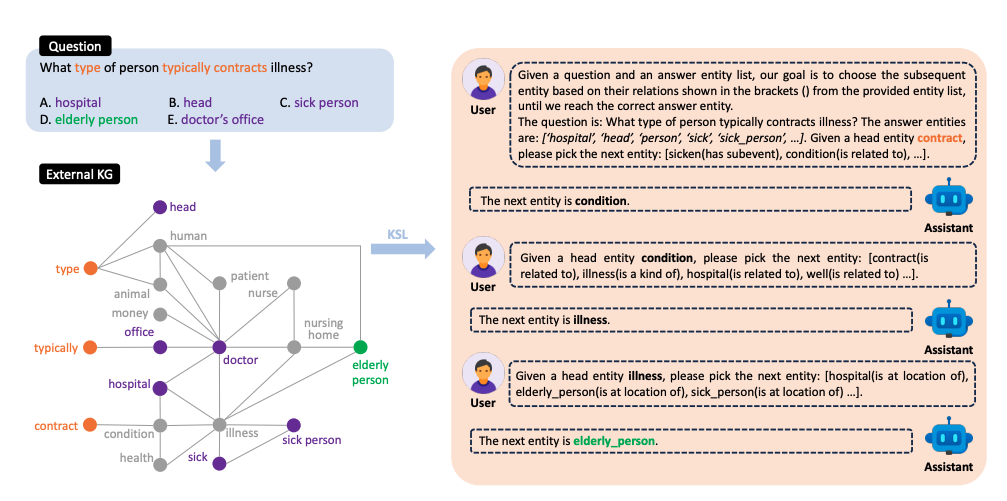 Question
What type of person typically contracts illness?
A. hospital B. head C. sick person
D. elderly person E. doctor's office
External KG
head
human
type
patient
nurse
animal
money
office
nursing
home
typically
doctor
elderly
person
hospital
contract
condition
illness
sick person
health
sick
KSL
User
Given a question and an answer entity list, our goal is to choose the subsequent
entity based on their relations shown in the brackets () from the provided entity list,
until we reach the correct answer entity.
The question is: What type of person typically contracts illness? The answer entities
are: ['hospital', 'head', 'person', 'sick', 'sick_person', …]. Given a head entity contract,
please pick the next entity: [sicken(has subevent), condition(is related to), …].
The next entity is condition.
Assistant
User
Given a head entity condition, please pick the next entity: [contract(is
related to), illness(is a kind of), hospital(is related to), well(is related to) …].
The next entity is illness.
Assistant
User
Given a head entity illness, please pick the next entity: [hospital(is at location of),
elderly_person(is at location of), sick_person(is at location of) …].
The next entity is elderly_person.
Assistant